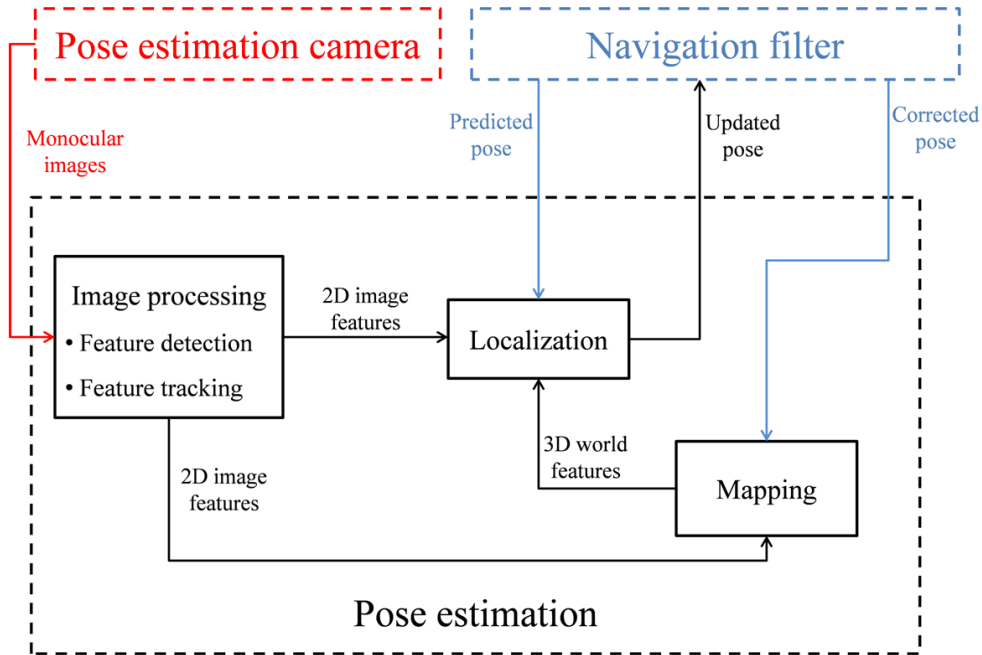 Pose estimation camera
Navigation filter
Monocular
images
Predicted
pose
Updated
pose
Corrected
pose
Image processing
• Feature detection
• Feature tracking
2D image
features
Localization
2D image
features
3D world
features
Mapping
Pose estimation